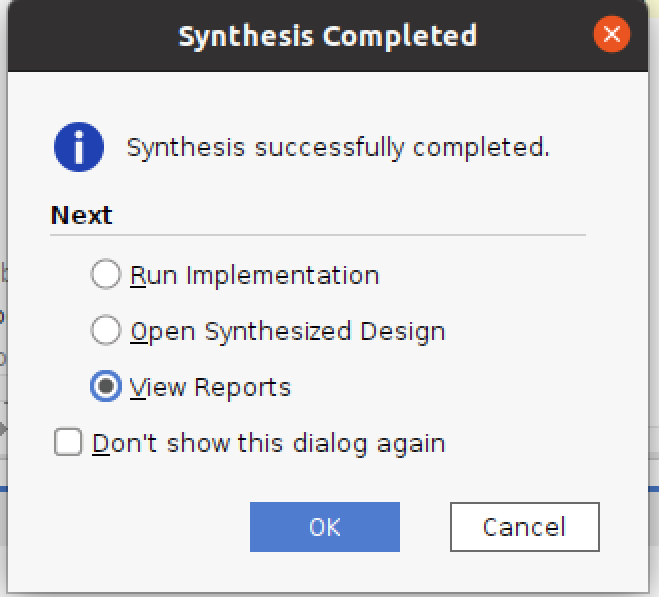 Synthesis Completed
Synthesis successfully completed.
Next
Run Implementation
Open Synthesized Design
View Reports
Don't show this dialog again
OK
Cancel